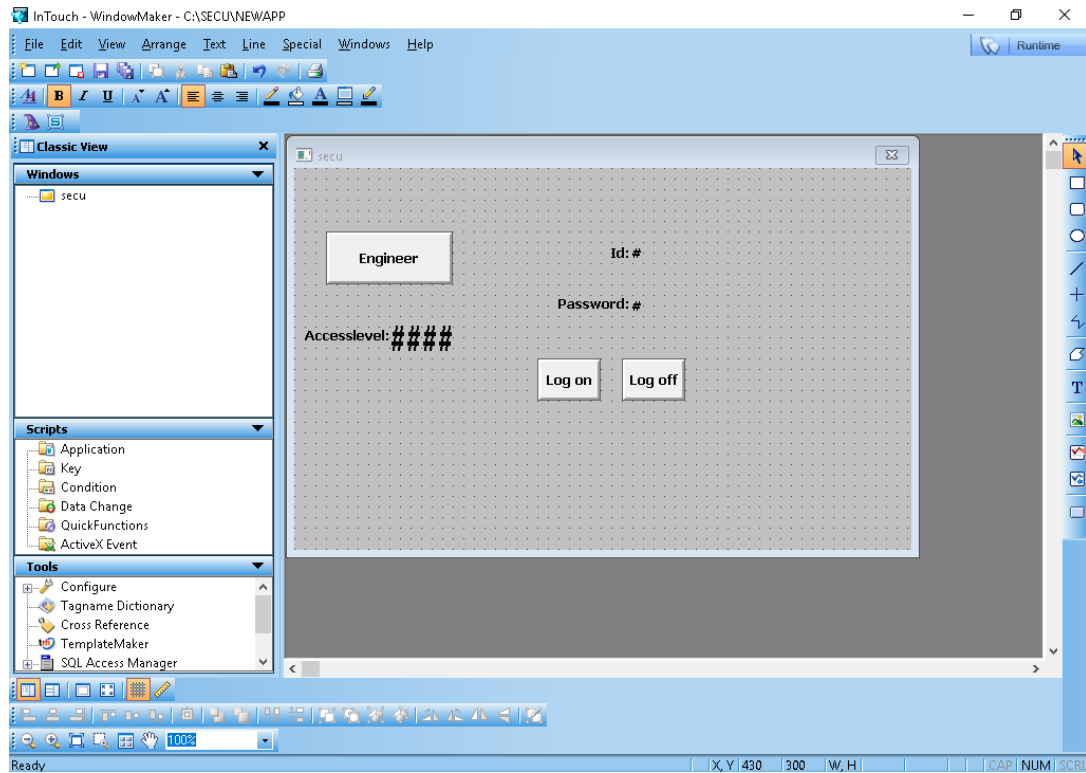 InTouch - WindowMaker - C:\SECU\NEWAPP
File Edit View Arrange Text Line Special Windows Help
Runtime
B I U A A A
Classic View
Windows
secu
Scripts
Application
Key
Condition
Data Change
QuickFunctions
ActiveX Event
Tools
Configure
Tagname Dictionary
Cross Reference
TemplateMaker
SQL Access Manager
secu
Engineer
Id: #
Password: #
Accesslevel: ####
Log on
Log off
T
100%
Ready
X, Y 430 300 W, H CAP NUM SCRL